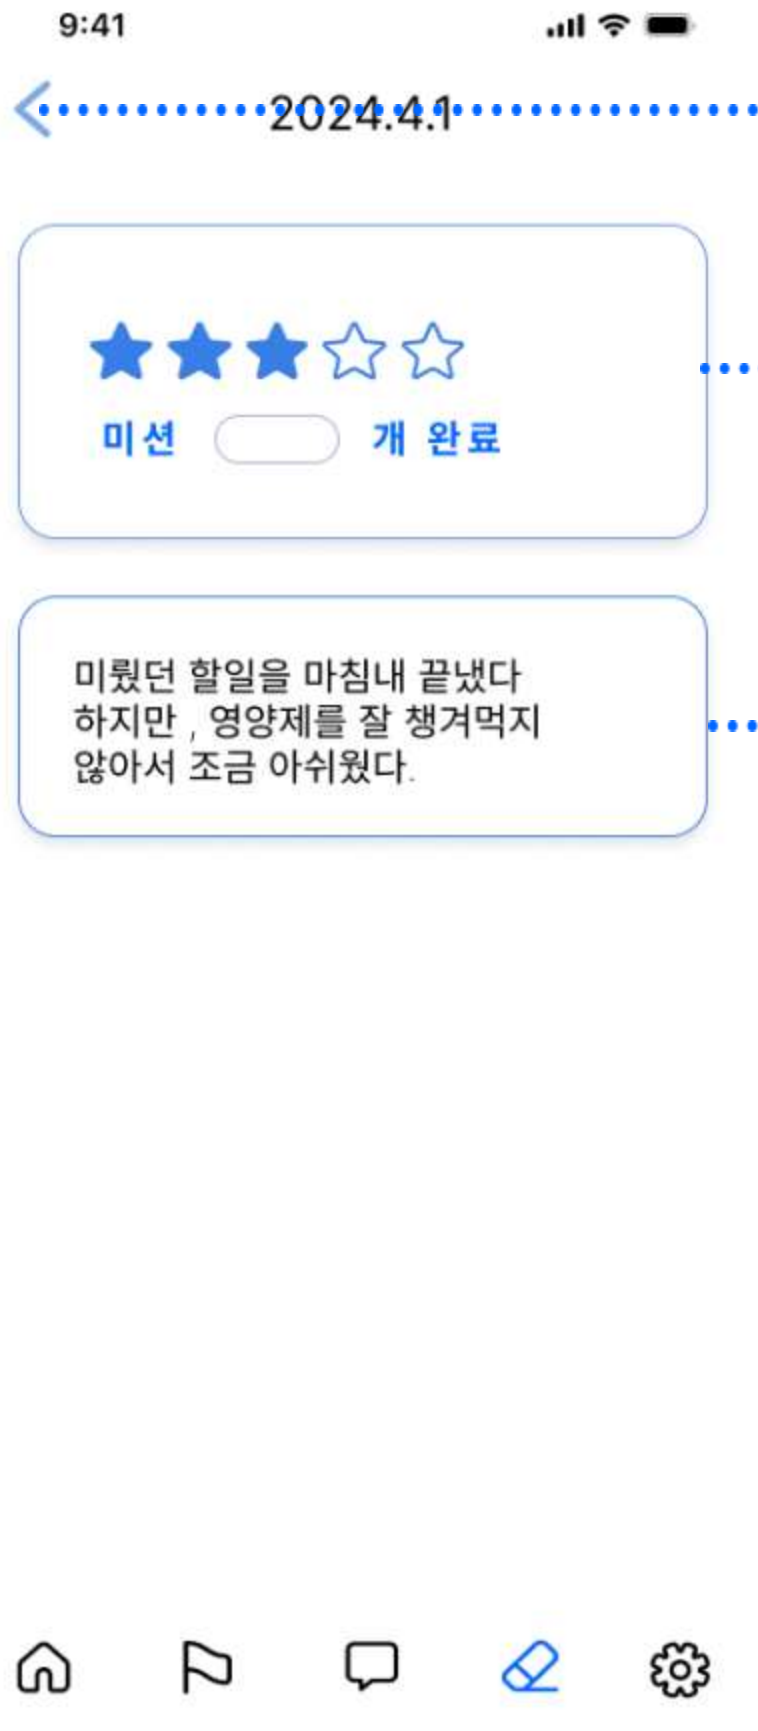 9:41
2024.4.1
미션 개 완료
미뤘던 할일을 마침내 끝냈다
하지만 , 영양제를 잘 챙겨먹지
않아서 조금 아쉬웠다.